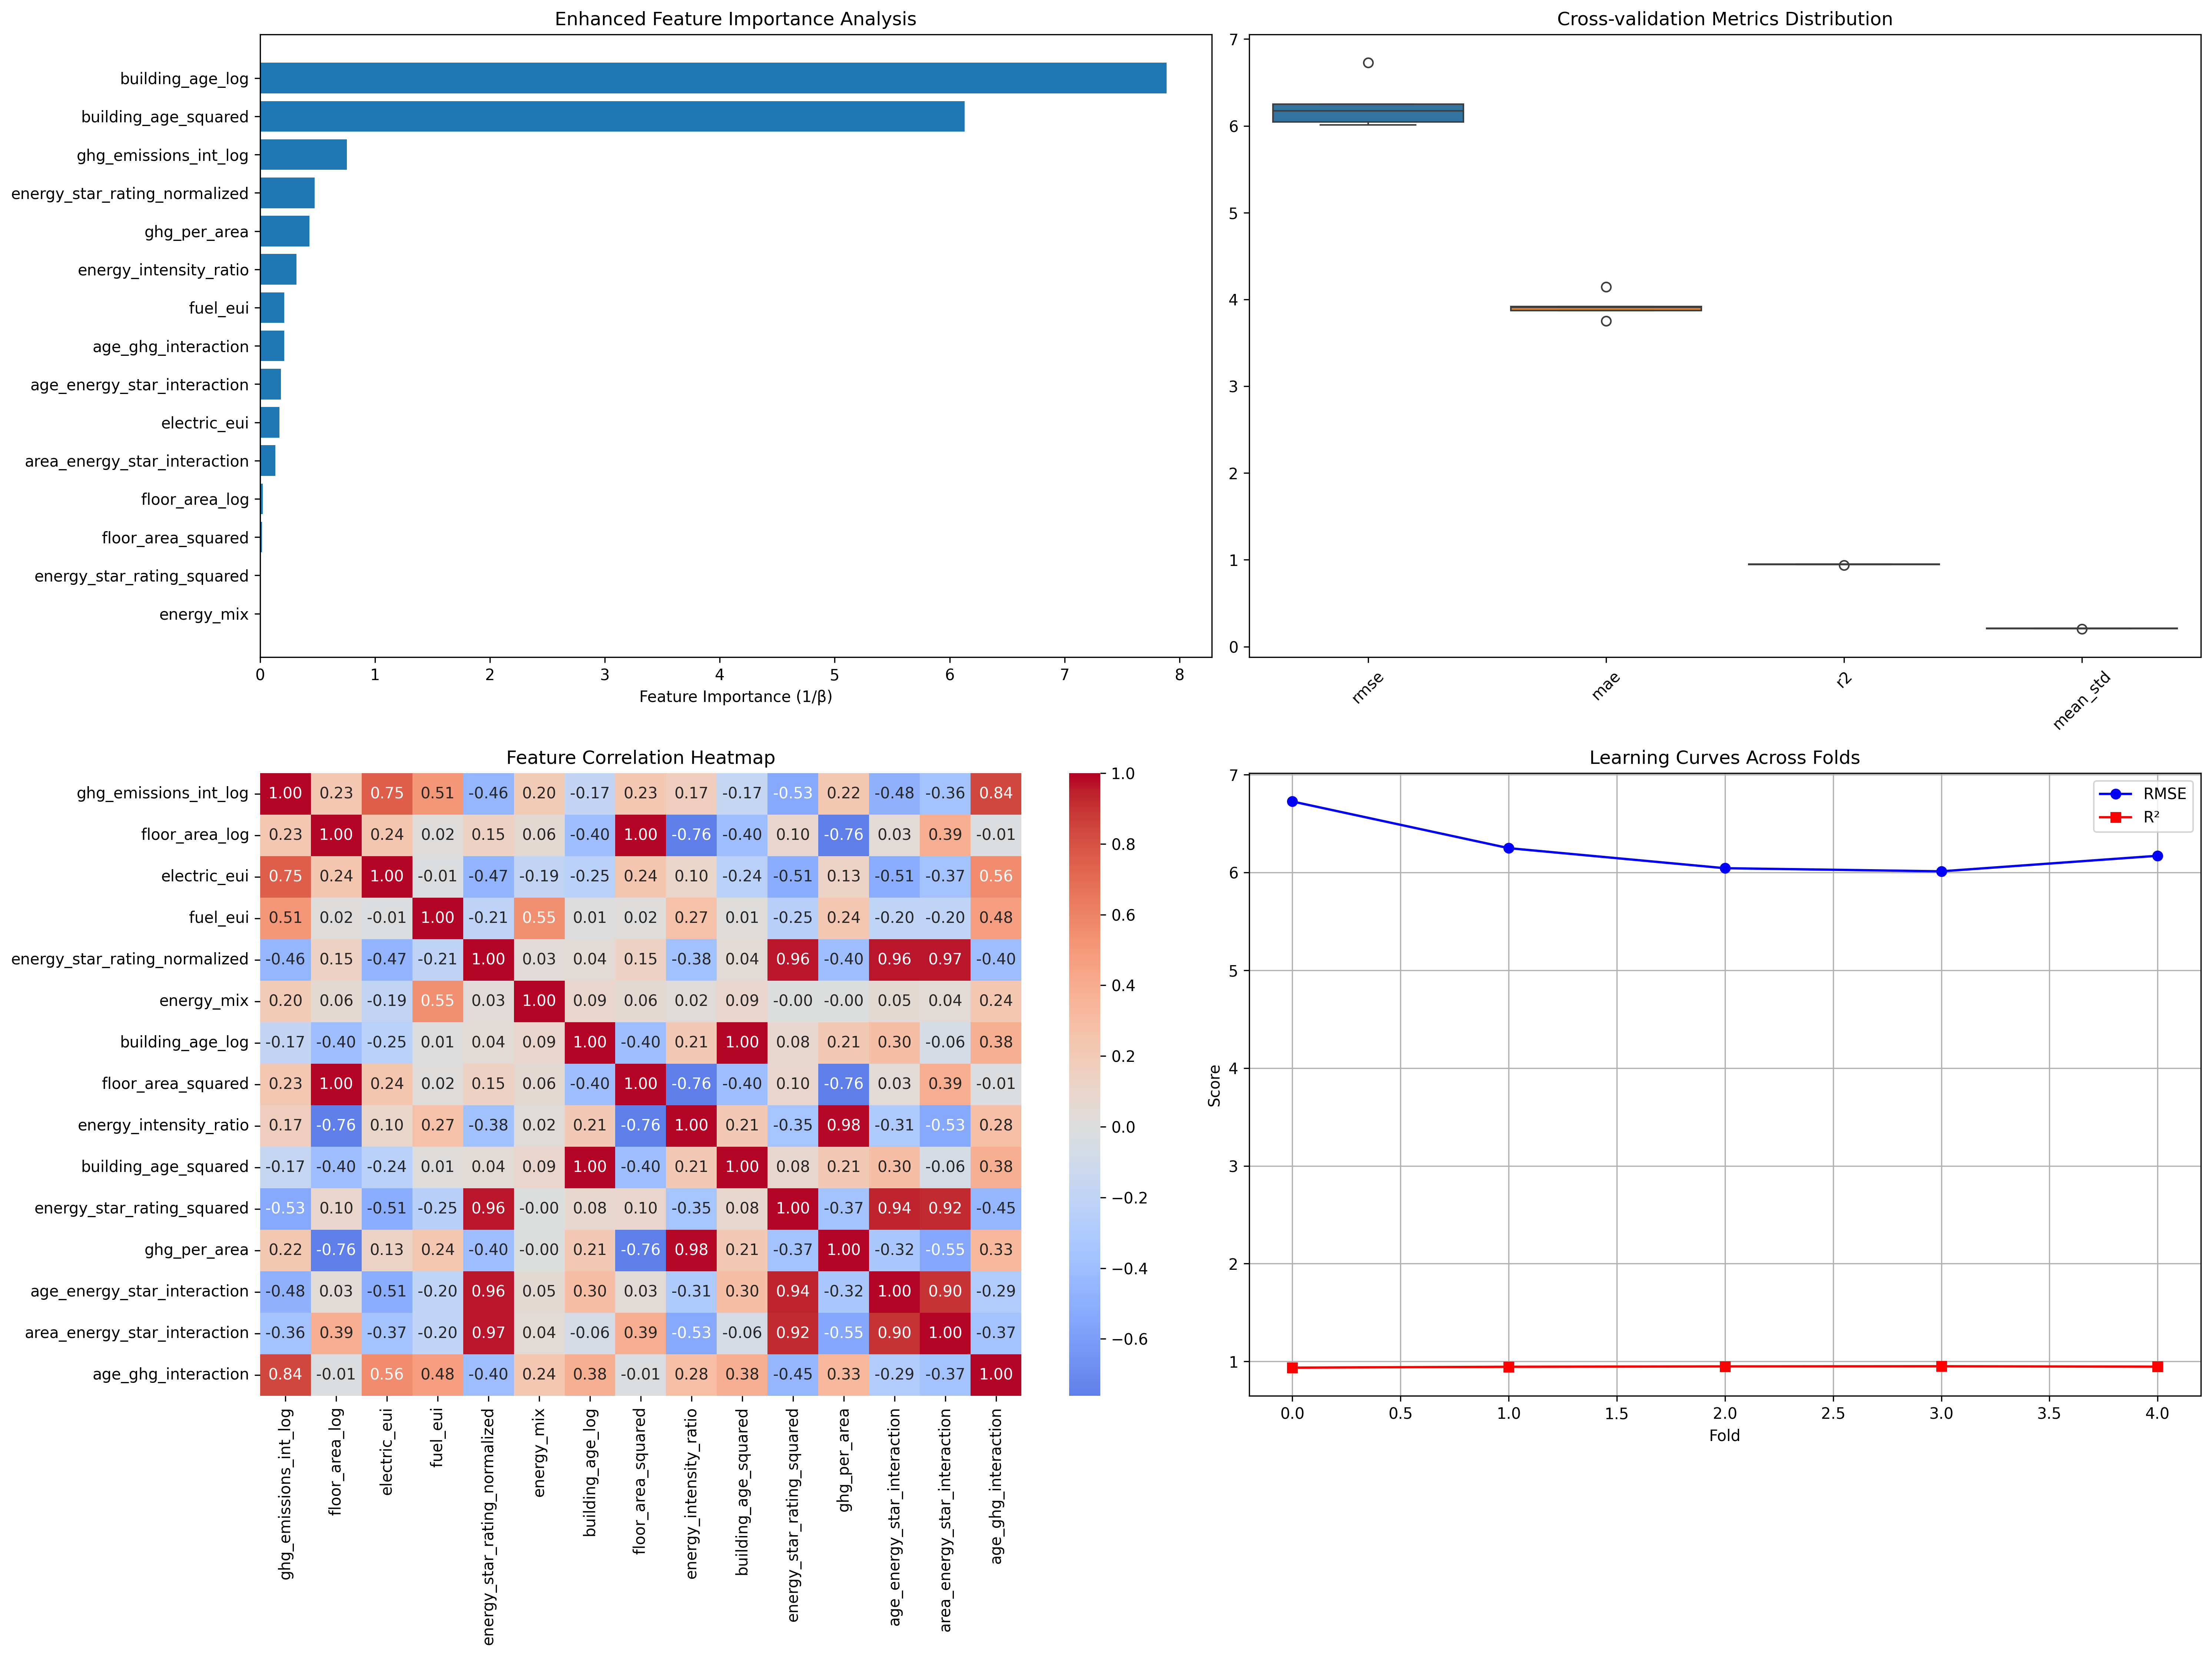 Enhanced Feature Importance Analysis
building_age_log
building_age_squared
ghg_emissions_int_log
energy_star_rating_normalized
ghg_per_area
energy_intensity_ratio
fuel_eui
age_ghg_interaction
age_energy_star_interaction
electric_eui
area_energy_star_interaction
floor_area_log
floor_area_squared
energy_star_rating_squared
energy_mix
0 1 2 3 4 5 6 7 8
Feature Importance (1/β)
Cross-validation Metrics Distribution
7
6
5
4
3
2
1
0
rmse mae r2 mean_std
Feature Correlation Heatmap
ghg_emissions_int_log 1.00 0.23 0.75 0.51 -0.46 0.20 -0.17 0.23 0.17 -0.17 -0.53 0.22 -0.48 -0.36 0.84
floor_area_log 0.23 1.00 0.24 0.02 0.15 0.06 -0.40 1.00 -0.76 -0.40 0.10 -0.76 0.03 0.39 -0.01
electric_eui 0.75 0.24 1.00 -0.01 -0.47 -0.19 -0.25 0.24 0.10 -0.24 -0.51 0.13 -0.51 -0.37 0.56
fuel_eui 0.51 0.02 -0.01 1.00 -0.21 0.55 0.01 0.02 0.27 0.01 -0.25 0.24 -0.20 -0.20 0.48
energy_star_rating_normalized -0.46 0.15 -0.47 -0.21 1.00 0.03 0.04 0.15 -0.38 0.04 0.96 -0.40 0.96 0.97 -0.40
energy_mix 0.20 0.06 -0.19 0.55 0.03 1.00 0.09 0.06 0.02 0.09 -0.00 -0.00 0.05 0.04 0.24
building_age_log -0.17 -0.40 -0.25 0.01 0.04 0.09 1.00 -0.40 0.21 1.00 0.08 0.21 0.30 -0.06 0.38
floor_area_squared 0.23 1.00 0.24 0.02 0.15 0.06 -0.40 1.00 -0.76 -0.40 0.10 -0.76 0.03 0.39 -0.01
energy_intensity_ratio 0.17 -0.76 0.10 0.27 -0.38 0.02 0.21 -0.76 1.00 0.21 -0.35 0.98 -0.31 -0.53 0.28
building_age_squared -0.17 -0.40 -0.24 0.01 0.04 0.09 1.00 -0.40 0.21 1.00 0.08 0.21 0.30 -0.06 0.38
energy_star_rating_squared -0.53 0.10 -0.51 -0.25 0.96 -0.00 0.08 0.10 -0.35 0.08 1.00 -0.37 0.94 0.92 -0.45
ghg_per_area 0.22 -0.76 0.13 0.24 -0.40 -0.00 0.21 -0.76 0.98 0.21 -0.37 1.00 -0.32 -0.55 0.33
age_energy_star_interaction -0.48 0.03 -0.51 -0.20 0.96 0.05 0.30 0.03 -0.31 0.30 0.94 -0.32 1.00 0.90 -0.29
area_energy_star_interaction -0.36 0.39 -0.37 -0.20 0.97 0.04 -0.06 0.39 -0.53 -0.06 0.92 -0.55 0.90 1.00 -0.37
age_ghg_interaction 0.84 -0.01 0.56 0.48 -0.40 0.24 0.38 -0.01 0.28 0.38 -0.45 0.33 -0.29 -0.37 1.00
ghg_emissions_int_log
floor_area_log
electric_eui
fuel_eui
energy_star_rating_normalized
energy_mix
building_age_log
floor_area_squared
energy_intensity_ratio
building_age_squared
energy_star_rating_squared
ghg_per_area
age_energy_star_interaction
area_energy_star_interaction
age_ghg_interaction
1.0
0.8
0.6
0.4
0.2
0.0
−0.2
−0.4
−0.6
Learning Curves Across Folds
RMSE
R²
7
6
5
4
3
2
1
Score
0.0 0.5 1.0 1.5 2.0 2.5 3.0 3.5 4.0
Fold